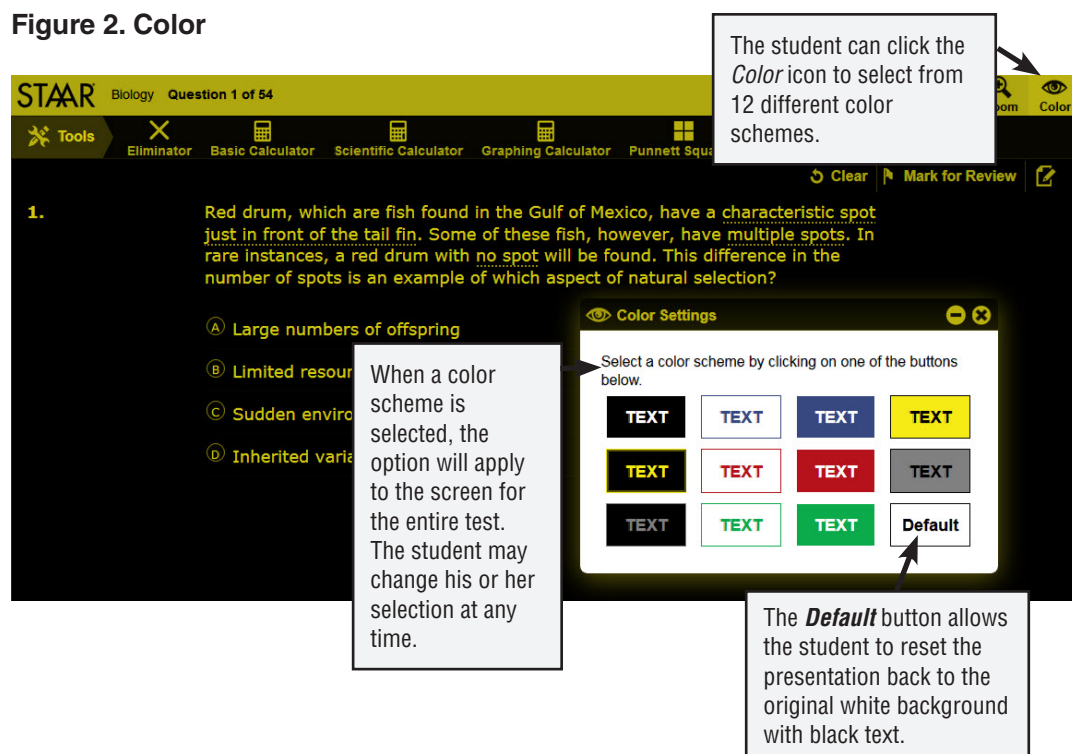 Figure 2. Color
The student can click the
Color icon to select from
12 different color
schemes.
STAAR Biology Question 1 of 54
Color
Tools
Eliminator Basic Calculator Scientific Calculator Graphing Calculator Punnett
Clear Mark for Review
1. Red drum, which are fish found in the Gulf of Mexico, have a characteristic spot
just in front of the tail fin. Some of these fish, however, have multiple spots. In
rare instances, a red drum with no spot will be found. This difference in the
number of spots is an example of which aspect of natural selection?
A Large numbers of offspring
B Limited
C Sudden
D Inherited
When a color
scheme is
selected, the
option will apply
to the screen for
the entire test.
The student may
change his or her
selection at any
time.
Color Settings
Select a color scheme by clicking on one of the buttons
below.
TEXT TEXT TEXT TEXT
TEXT TEXT TEXT TEXT
TEXT TEXT TEXT Default
The Default button allows
the student to reset the
presentation back to the
original white background
with black text.